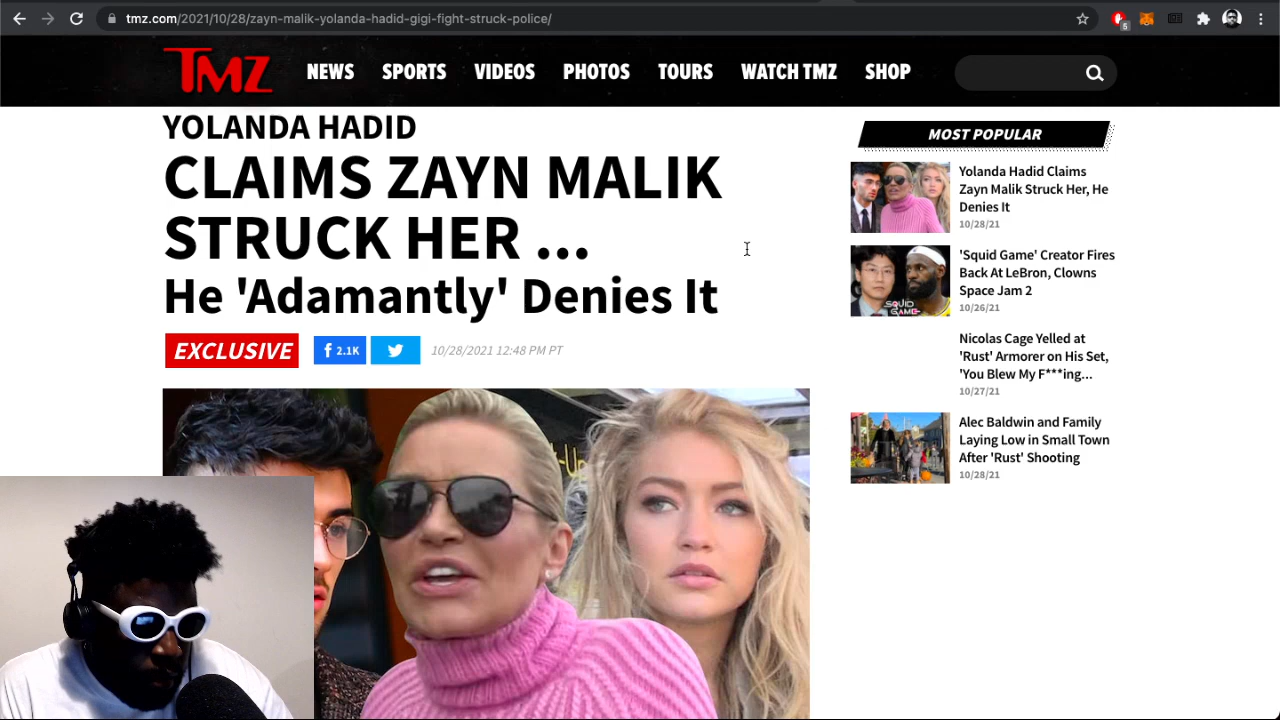 tmz.com/2021/10/28/zayn-malik-yolanda-hadid-gigi-fight-struck-police/
5
TMZ
NEWS SPORTS VIDEOS PHOTOS TOURS WATCH TMZ SHOP
YOLANDA HADID
CLAIMS ZAYN MALIK
STRUCK HER ...
He 'Adamantly' Denies It
EXCLUSIVE
2.1K
10/28/2021 12:48 PM PT
MOST POPULAR
Yolanda Hadid Claims
Zayn Malik Struck Her, He
Denies It
10/28/21
'Squid Game' Creator Fires
Back At LeBron, Clowns
Space Jam 2
10/26/21
SQUID
GAME
Nicolas Cage Yelled at
'Rust' Armorer on His Set,
'You Blew My F***ing...
10/27/21
Alec Baldwin and Family
Laying Low in Small Town
After 'Rust' Shooting
10/28/21